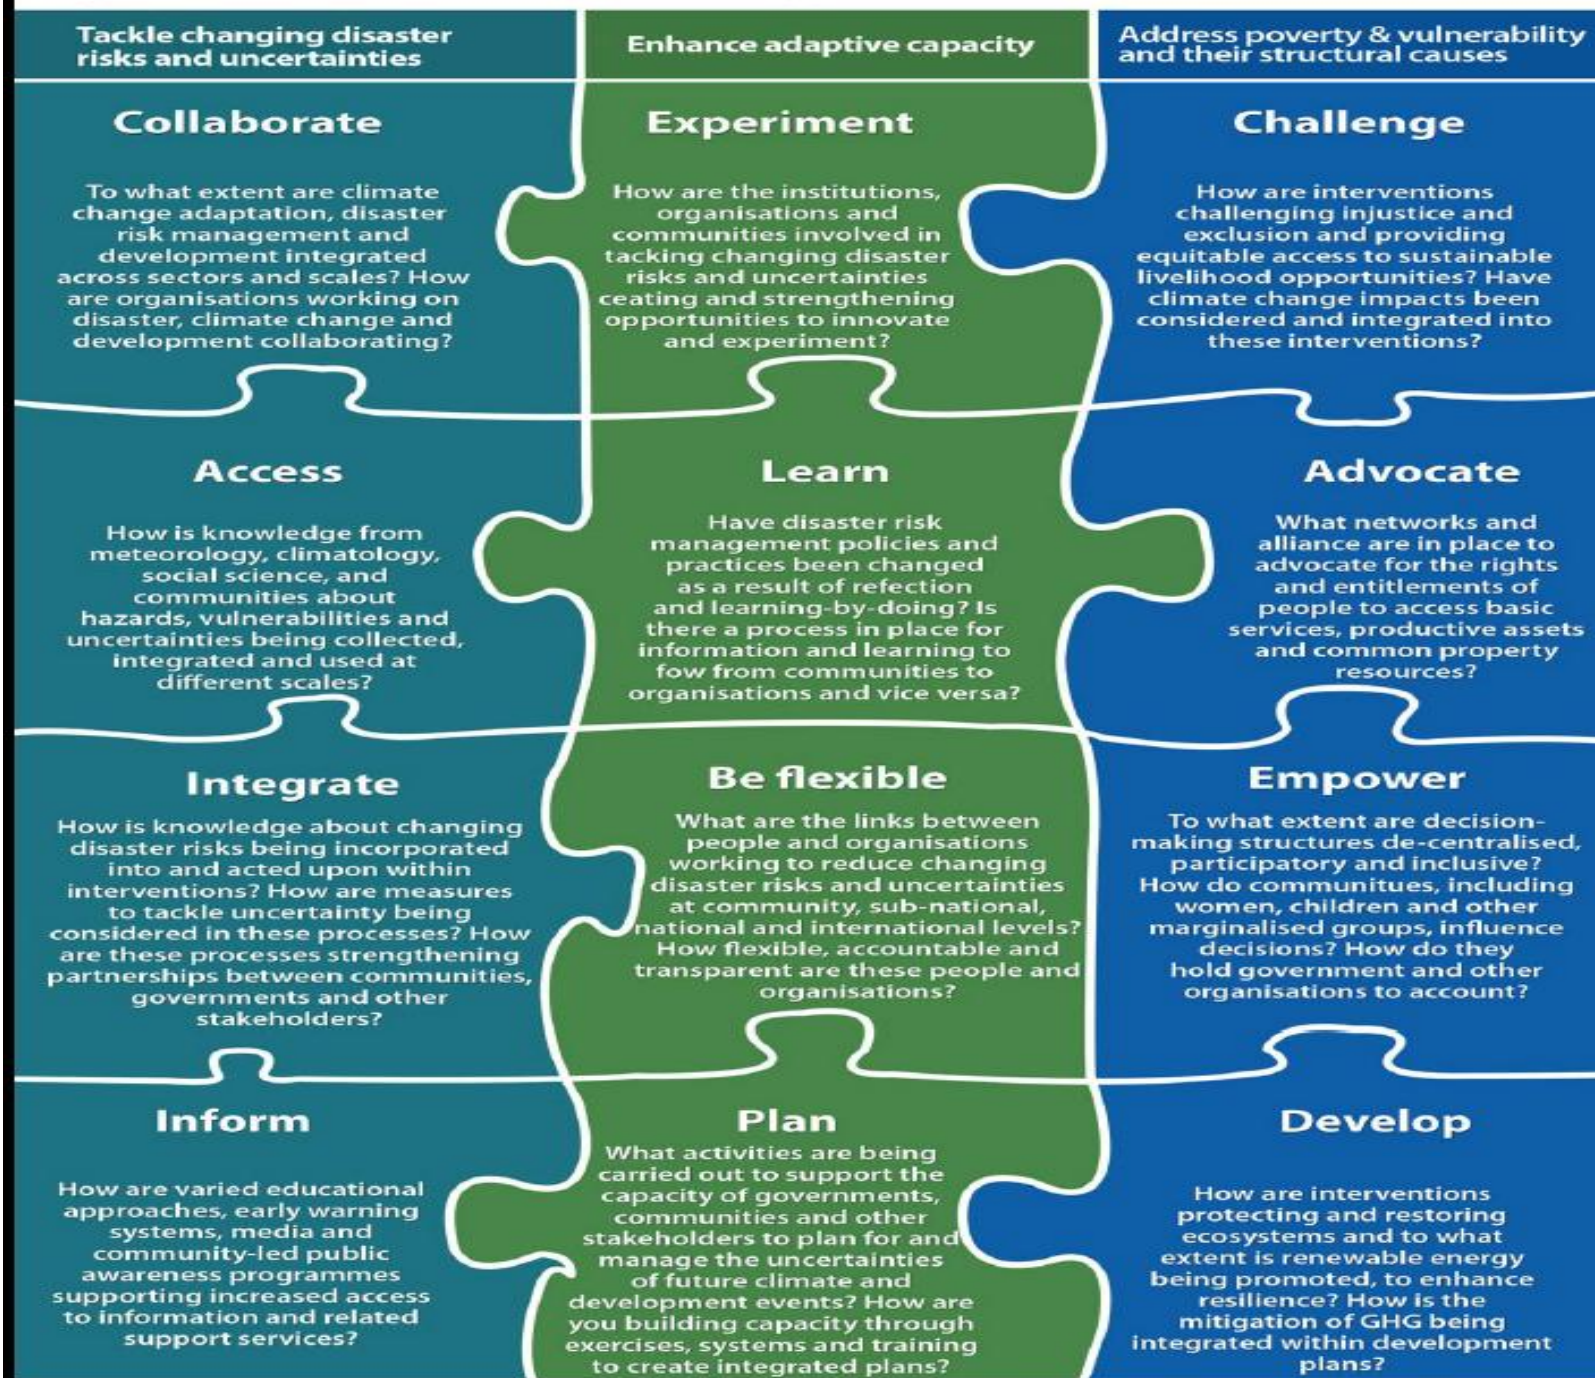 Tackle changing disaster
risks and uncertainties
Collaborate
To what extent are climate
change adaptation, disaster
risk management and
development integrated
across sectors and scales? How
are organisations working on
disaster, climate change and
development collaborating?
Access
How is knowledge from
meteorology, climatology,
social science, and
communities about
hazards, vulnerabilities and
uncertainties being collected,
integrated and used at
different scales?
Integrate
How is knowledge about changing
disaster risks being incorporated
into and acted upon within
interventions? How are measures
to tackle uncertainty being
considered in these processes? How
are these processes strengthening
partnerships between communities,
governments and other
stakeholders?
Inform
How are varied educational
approaches, early warning
systems, media and
community-led public
awareness programmes
supporting increased access
to information and related
support services?
Enhance adaptive capacity
Experiment
How are the institutions,
organisations and
communities involved in
tacking changing disaster
risks and uncertainties
ceating and strengthening
opportunities to innovate
and experiment?
Learn
Have disaster risk
management policies and
practices been changed
as a result of refection
and learning-by-doing? Is
there a process in place for
information and learning to
fow from communities to
organisations and vice versa?
Be flexible
What are the links between
people and organisations
working to reduce changing
disaster risks and uncertainties
at community, sub-national,
national and international levels?
How flexible, accountable and
transparent are these people and
organisations?
Plan
What activities are being
carried out to support the
capacity of governments,
communities and other
stakeholders to plan for and
manage the uncertainties
of future climate and
development events? How are
you building capacity through
exercises, systems and training
to create integrated plans?
Address poverty & vulnerability
and their structural causes
Challenge
How are interventions
challenging injustice and
exclusion and providing
equitable access to sustainable
livelihood opportunities? Have
climate change impacts been
considered and integrated into
these interventions?
Advocate
What networks and
alliance are in place to
advocate for the rights
and entitlements of
people to access basic
services, productive assets
and common property
resources?
Empower
To what extent are decision-
making structures de-centralised,
participatory and inclusive?
How do communitues, including
women, children and other
marginalised groups, influence
decisions? How do they
hold government and other
organisations to account?
Develop
How are interventions
protecting and restoring
ecosystems and to what
extent is renewable energy
being promoted, to enhance
resilience? How is the
mitigation of GHG being
integrated within development
plans?